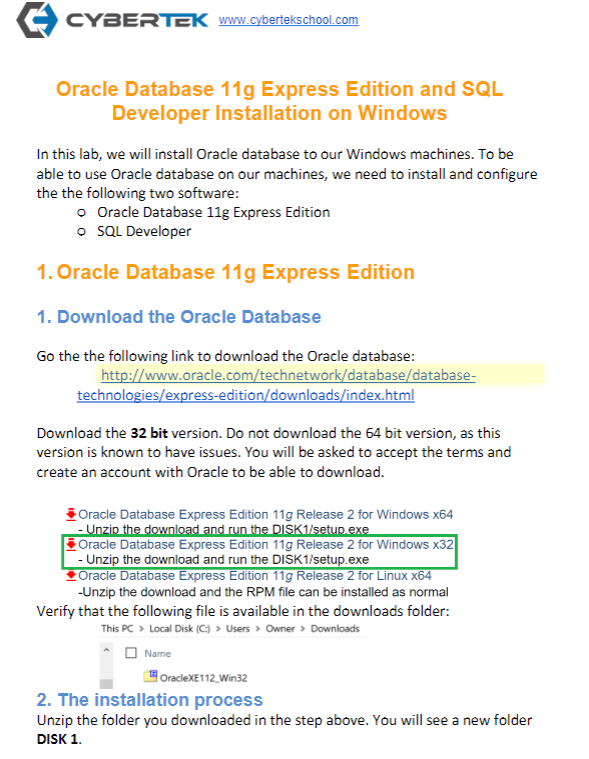 CYBERTEK www.cybertekschool.com
Oracle Database 11g Express Edition and SQL
Developer Installation on Windows
In this lab, we will install Oracle database to our Windows machines. To be
able to use Oracle database on our machines, we need to install and configure
the the following two software:
o Oracle Database 11g Express Edition
o SQL Developer
1. Oracle Database 11g Express Edition
1. Download the Oracle Database
Go the the following link to download the Oracle database:
http://www.oracle.com/technetwork/database/database-
technologies/express-edition/downloads/index.html
Download the 32 bit version. Do not download the 64 bit version, as this
version is known to have issues. You will be asked to accept the terms and
create an account with Oracle to be able to download.
Oracle Database Express Edition 11g Release 2 for Windows x64
- Unzip the download and run the DISK1/setup.exe
Oracle Database Express Edition 11g Release 2 for Windows x32
- Unzip the download and run the DISK1/setup.exe
Oracle Database Express Edition 11g Release 2 for Linux x64
-Unzip the download and the RPM file can be installed as normal
Verify that the following file is available in the downloads folder:
This PC > Local Disk (C:) > Users > Owner > Downloads
Name
OracleXE112_Win32
2. The installation process
Unzip the folder you downloaded in the step above. You will see a new folder
DISK 1.